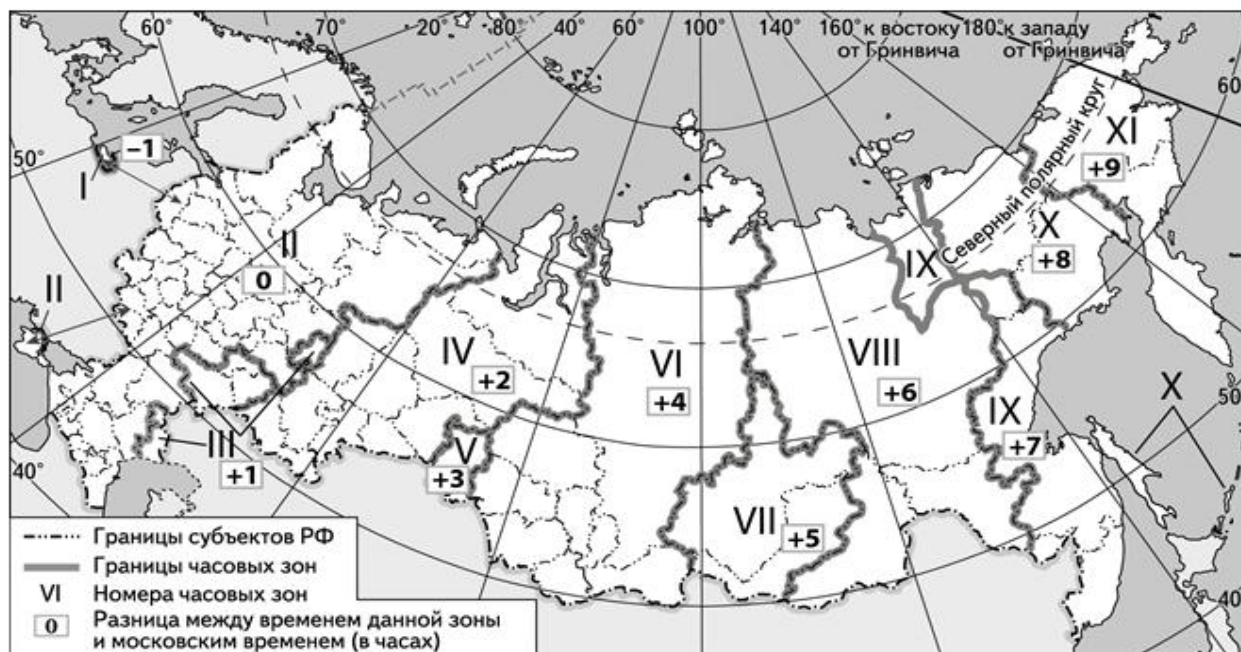 60° 70° 20° 40° 60° 80° 100° 120° 140° 160° к востоку от Гринвича 180° к западу от Гринвича
60°
Северный полярный круг
XI
+9
–1
50°
I
II
0
X
+8
IX
II
IV
+2
VI
+4
VIII
+6
X
50°
IX
+7
III
+1
V
+3
40°
VII
+5
40°
Границы субъектов РФ
Границы часовых зон
VI Номера часовых зон
0 Разница между временем данной зоны
и московским временем (в часах)